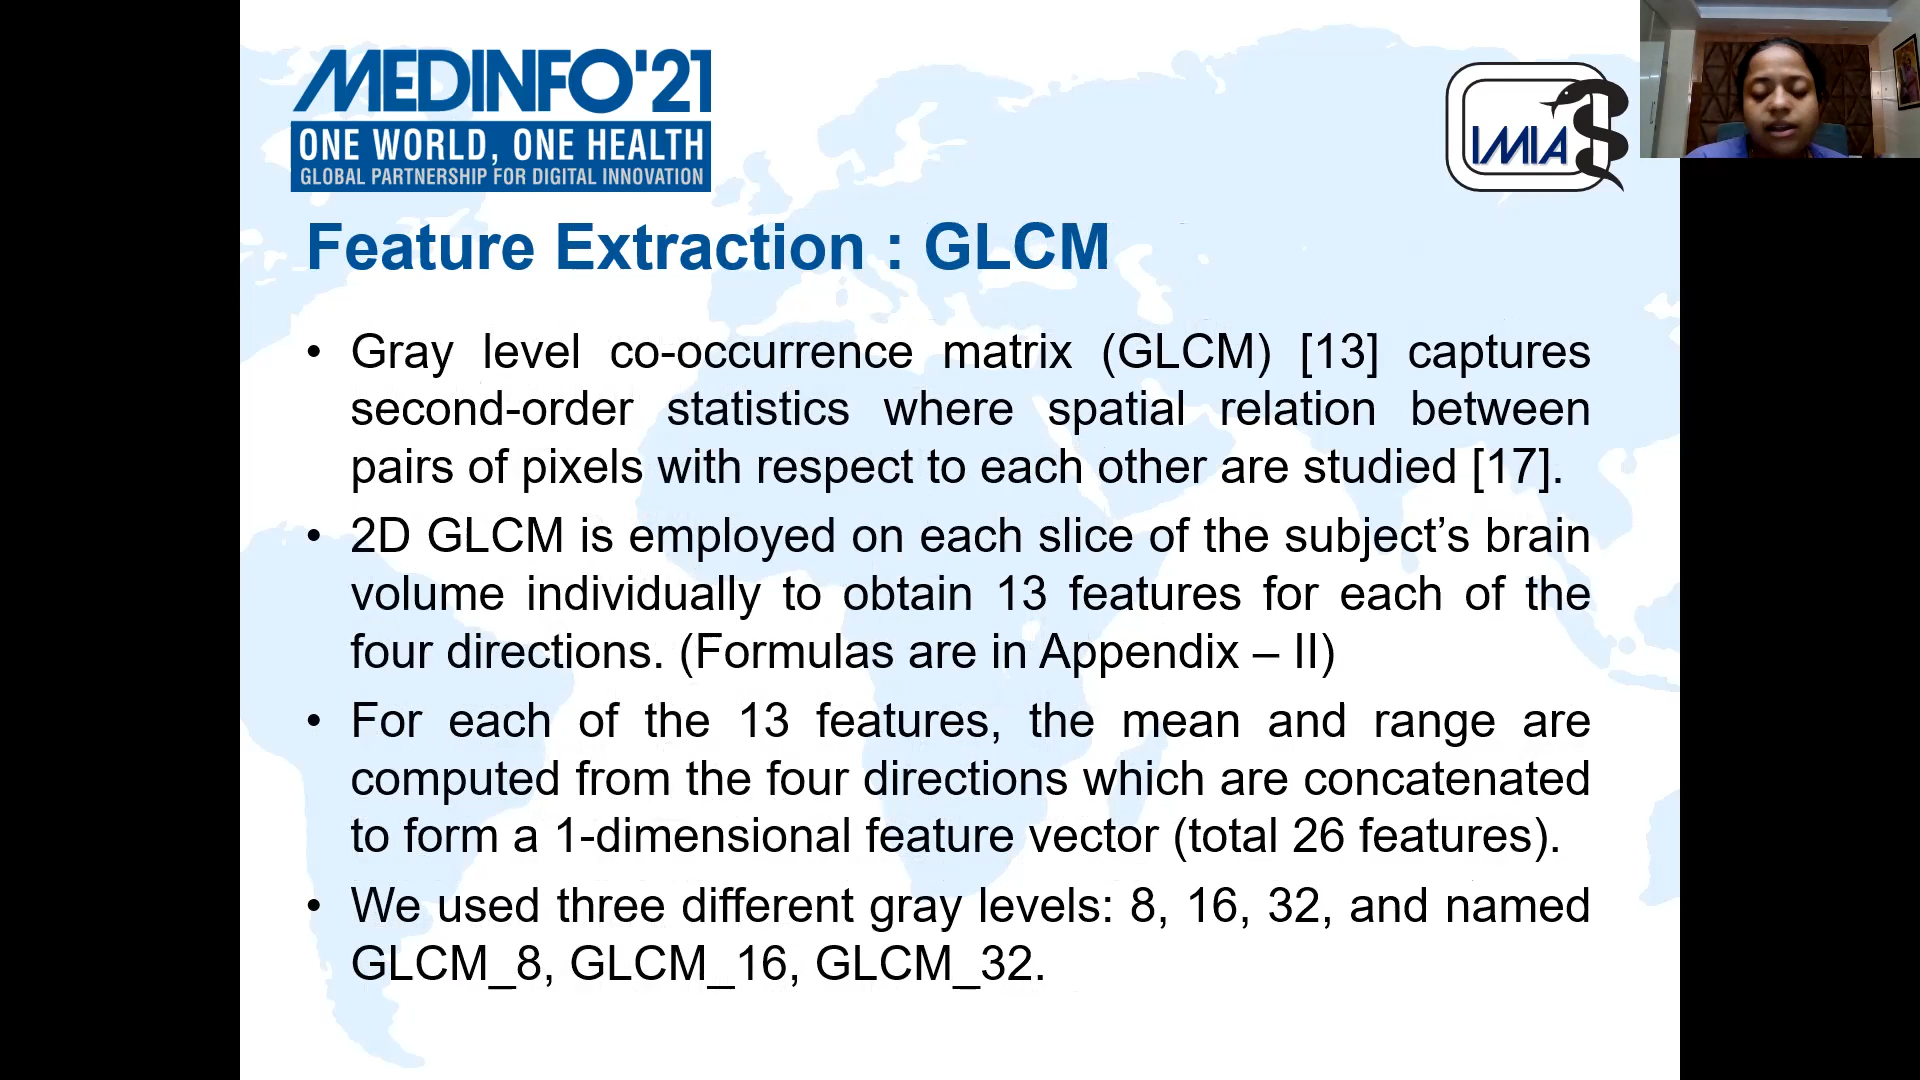 MEDINFO'21
ONE WORLD, ONE HEALTH
GLOBAL PARTNERSHIP FOR DIGITAL INNOVATION
IMIA
Feature Extraction : GLCM
• Gray level co-occurrence matrix (GLCM) [13] captures
second-order statistics where spatial relation between
pairs of pixels with respect to each other are studied [17].
• 2D GLCM is employed on each slice of the subject’s brain
volume individually to obtain 13 features for each of the
four directions. (Formulas are in Appendix – II)
• For each of the 13 features, the mean and range are
computed from the four directions which are concatenated
to form a 1-dimensional feature vector (total 26 features).
• We used three different gray levels: 8, 16, 32, and named
GLCM_8, GLCM_16, GLCM_32.